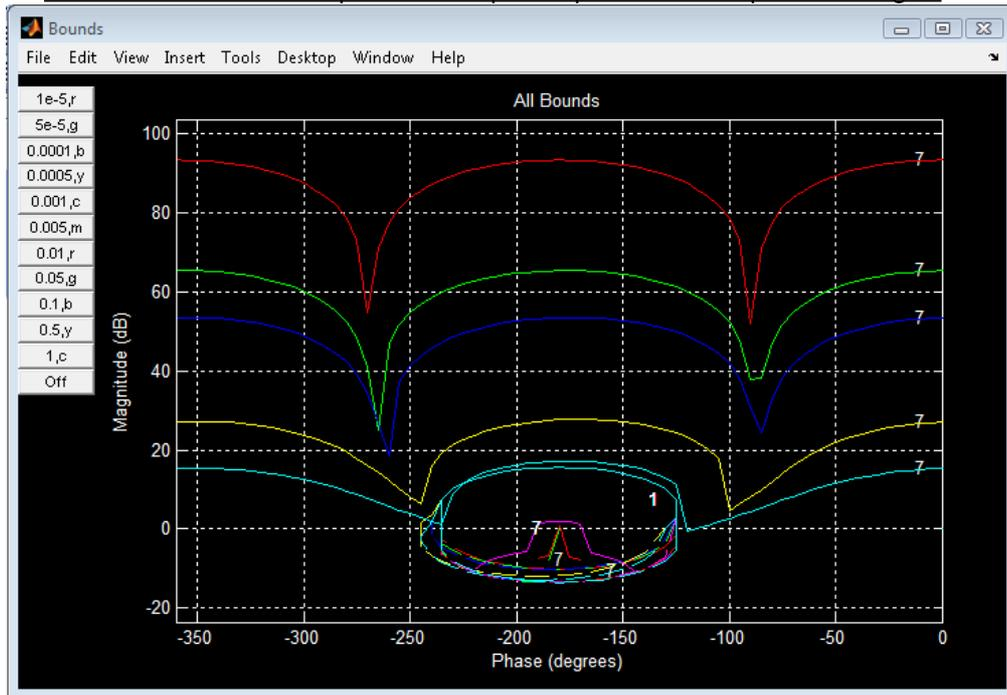 Bounds
File Edit View Insert Tools Desktop Window Help
All Bounds
1e-5,r
5e-5,g
0.0001,b
0.0005,y
0.001,c
0.005,m
0.01,r
0.05,g
0.1,b
0.5,y
1,c
Off
Magnitude (dB)
100
80
60
40
20
0
-20
7
7
7
7
7
1
7
7
7
-350 -300 -250 -200 -150 -100 -50 0
Phase (degrees)